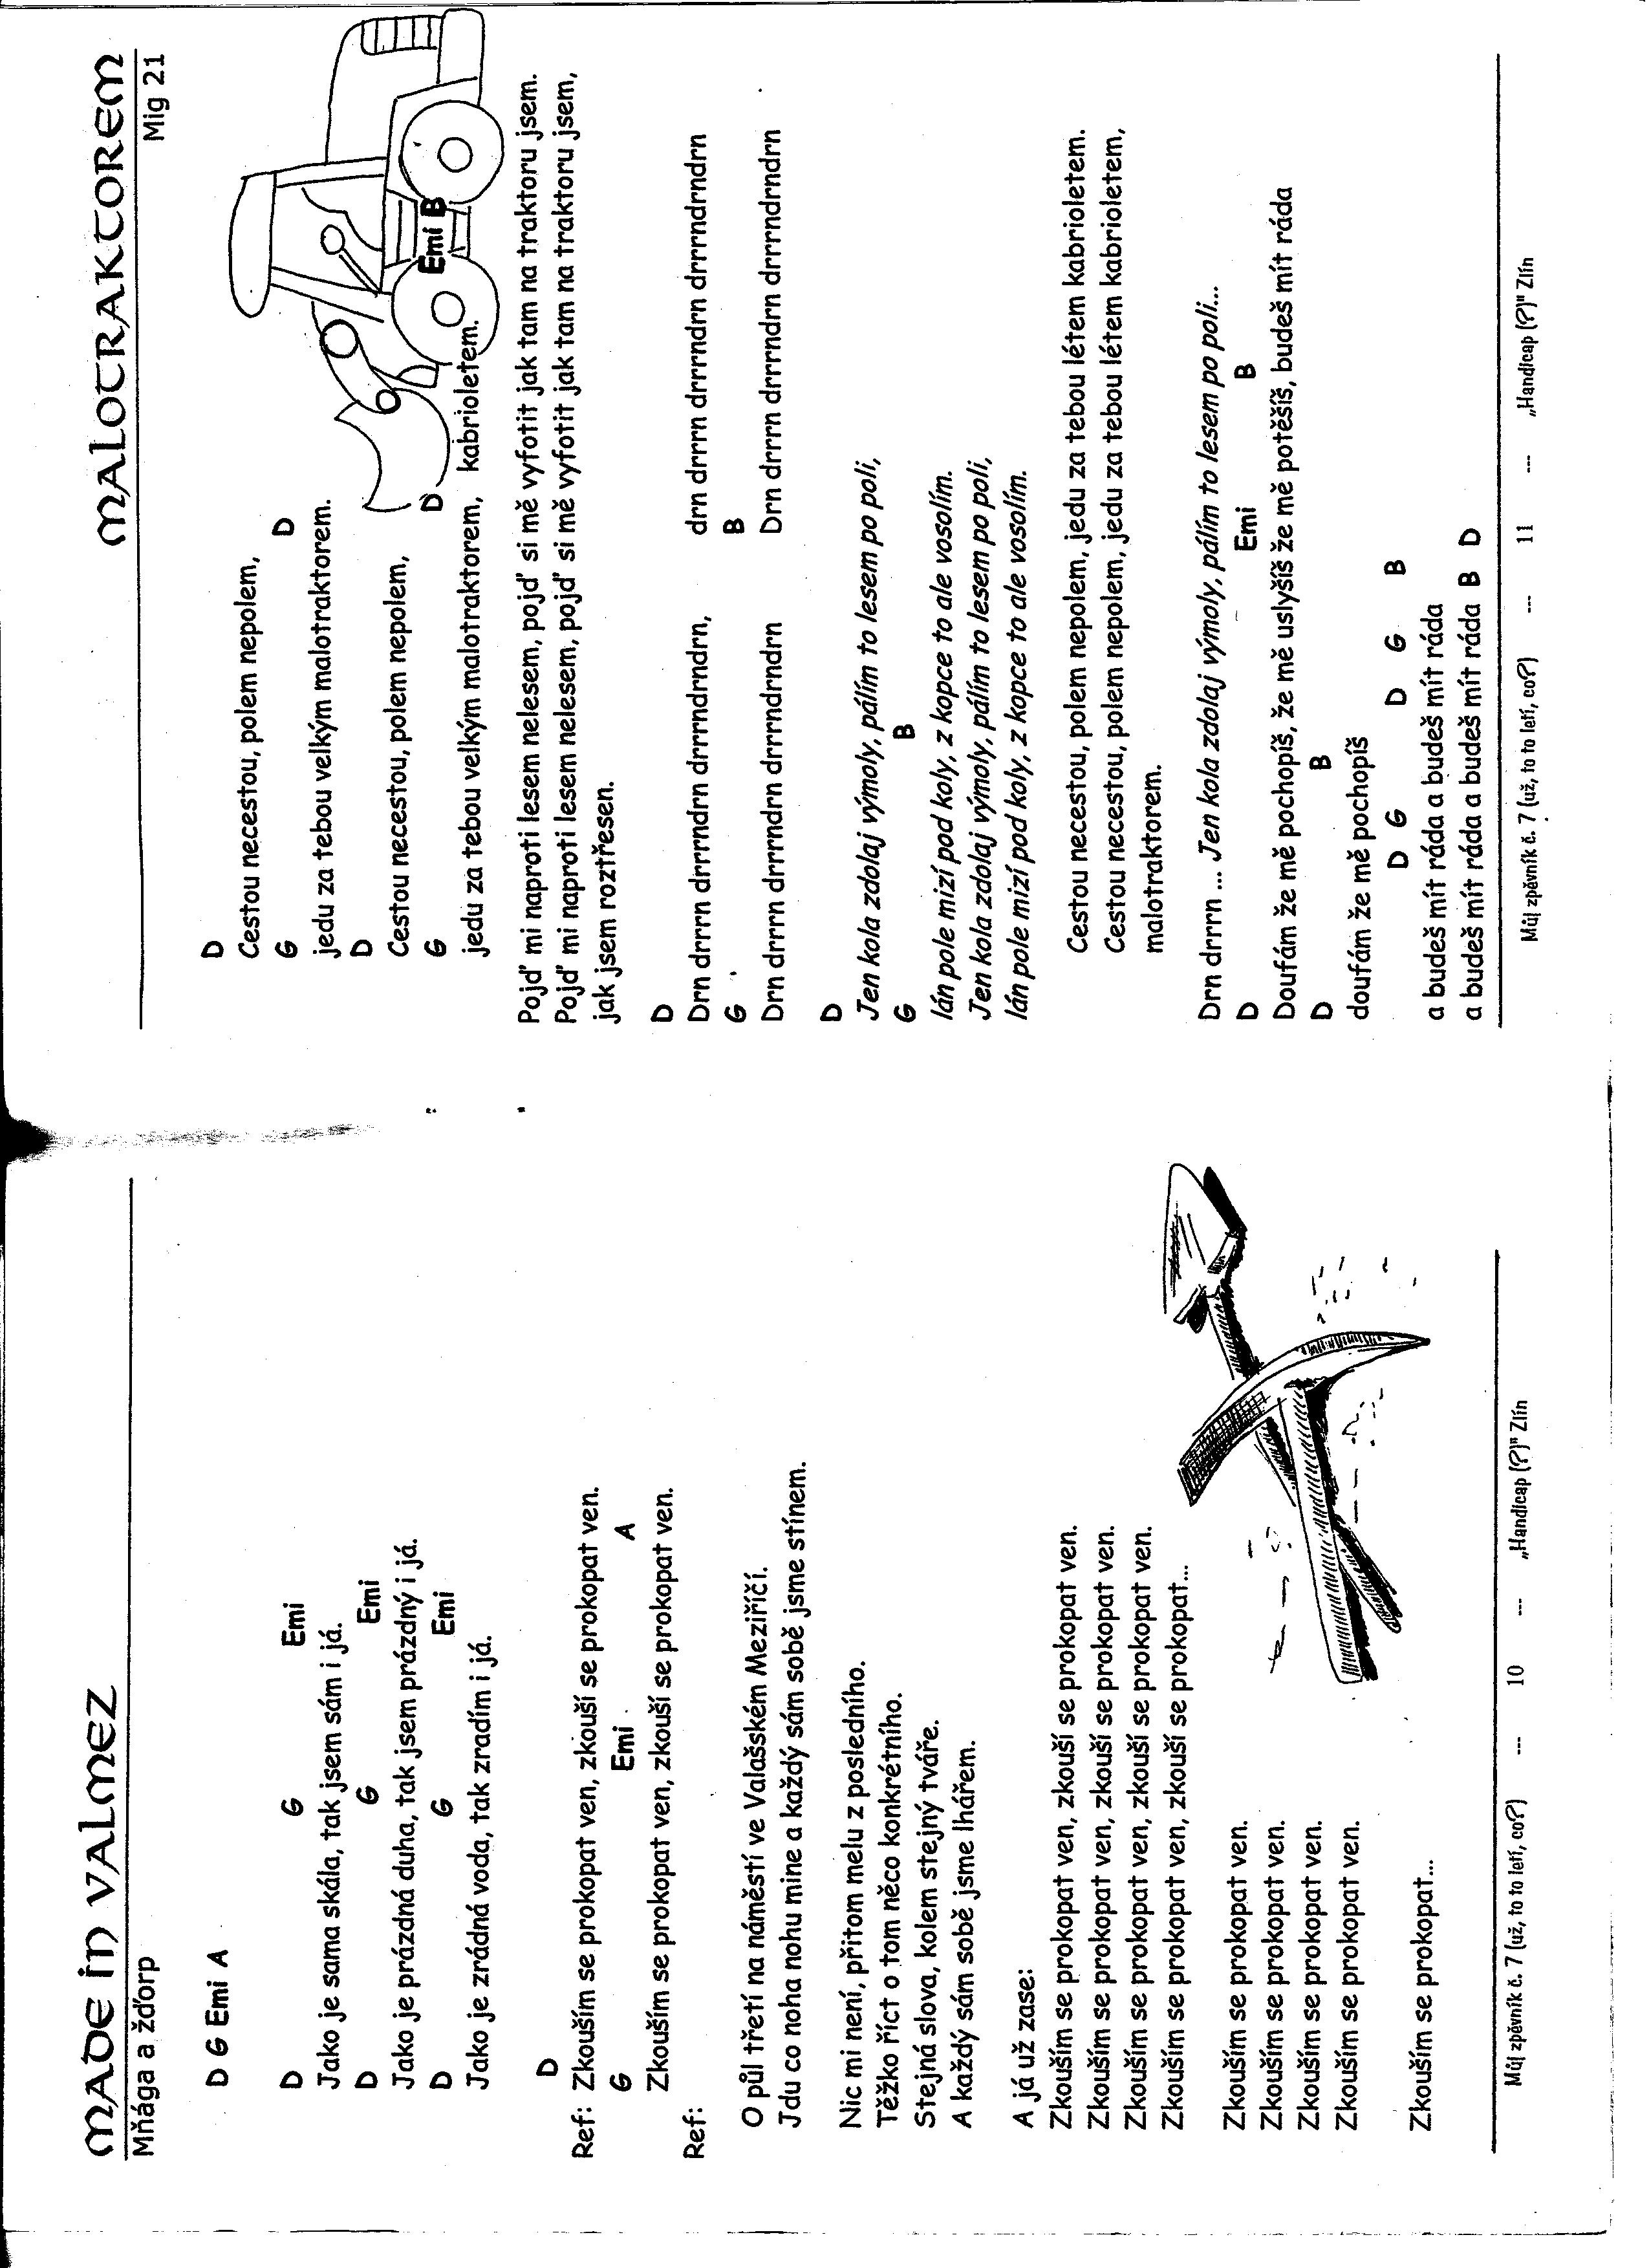 MADE IN VALMEZ
Mňága a žďorp
D G Emi A
D G Emi
Jako je sama skála, tak jsem sám i já.
D G Emi
Jako je prázdná duha, tak jsem prázdný i já.
D G Emi
Jako je zrádná voda, tak zradím i já.
D
Ref: Zkouším se prokopat ven, zkouší se prokopat ven.
G Emi A
Zkouším se prokopat ven, zkouší se prokopat ven.
Ref:
O půl třetí na náměstí ve Valašském Meziříčí.
Jdu co noha nohu mine a každý sám sobě jsme stínem.
Nic mi není, přitom melu z posledního.
Těžko říct o tom něco konkrétního.
Stejná slova, kolem stejný tváře.
A každý sám sobě jsme lhářem.
A já už zase:
Zkouším se prokopat ven, zkouší se prokopat ven.
Zkouším se prokopat ven, zkouší se prokopat ven.
Zkouším se prokopat ven, zkouší se prokopat ven.
Zkouším se prokopat ven, zkouší se prokopat...
Zkouším se prokopat ven.
Zkouším se prokopat ven.
Zkouším se prokopat ven.
Zkouším se prokopat ven.
Zkouším se prokopat...
Můj zpěvník č. 7 (už, to to letí, co?) --- 10 --- „Handicap (?)" Zlín
MALOTRAKTOREM
Mig 21
D
Cestou necestou, polem nepolem,
G D
jedu za tebou velkým malotraktorem.
D
Cestou necestou, polem nepolem,
G D Emi B
jedu za tebou velkým malotraktorem, kabrioletem.
Pojď mi naproti lesem nelesem, pojď si mě vyfotit jak tam na traktoru jsem.
Pojď mi naproti lesem nelesem, pojď si mě vyfotit jak tam na traktoru jsem,
jak jsem roztřesen.
D
Drn drrrn drrrndrn drrrndrndrn, drn drrrn drrrndrn drrrndrndrn
G B
Drn drrrn drrrndrn drrrndrndrn Drn drrrn drrrndrn drrrndrndrn
D
Jen kola zdolaj výmoly, pálím to lesem po poli,
G B
lán pole mizí pod koly, z kopce to ale vosolím.
Jen kola zdolaj výmoly, pálím to lesem po poli,
lán pole mizí pod koly, z kopce to ale vosolím.
Cestou necestou, polem nepolem, jedu za tebou létem kabrioletem.
Cestou necestou, polem nepolem, jedu za tebou létem kabrioletem,
malotraktorem.
Drn drrrn ... Jen kola zdolaj výmoly, pálím to lesem po poli...
D Emi B
Doufám že mě pochopíš, že mě uslyšíš že mě potěšíš, budeš mít ráda
D B
doufám že mě pochopíš
D G D G B
a budeš mít ráda a budeš mít ráda
a budeš mít ráda a budeš mít ráda B D
Můj zpěvník č. 7 (už, to to letí, co?) --- 11 --- „Handicap (?)" Zlín